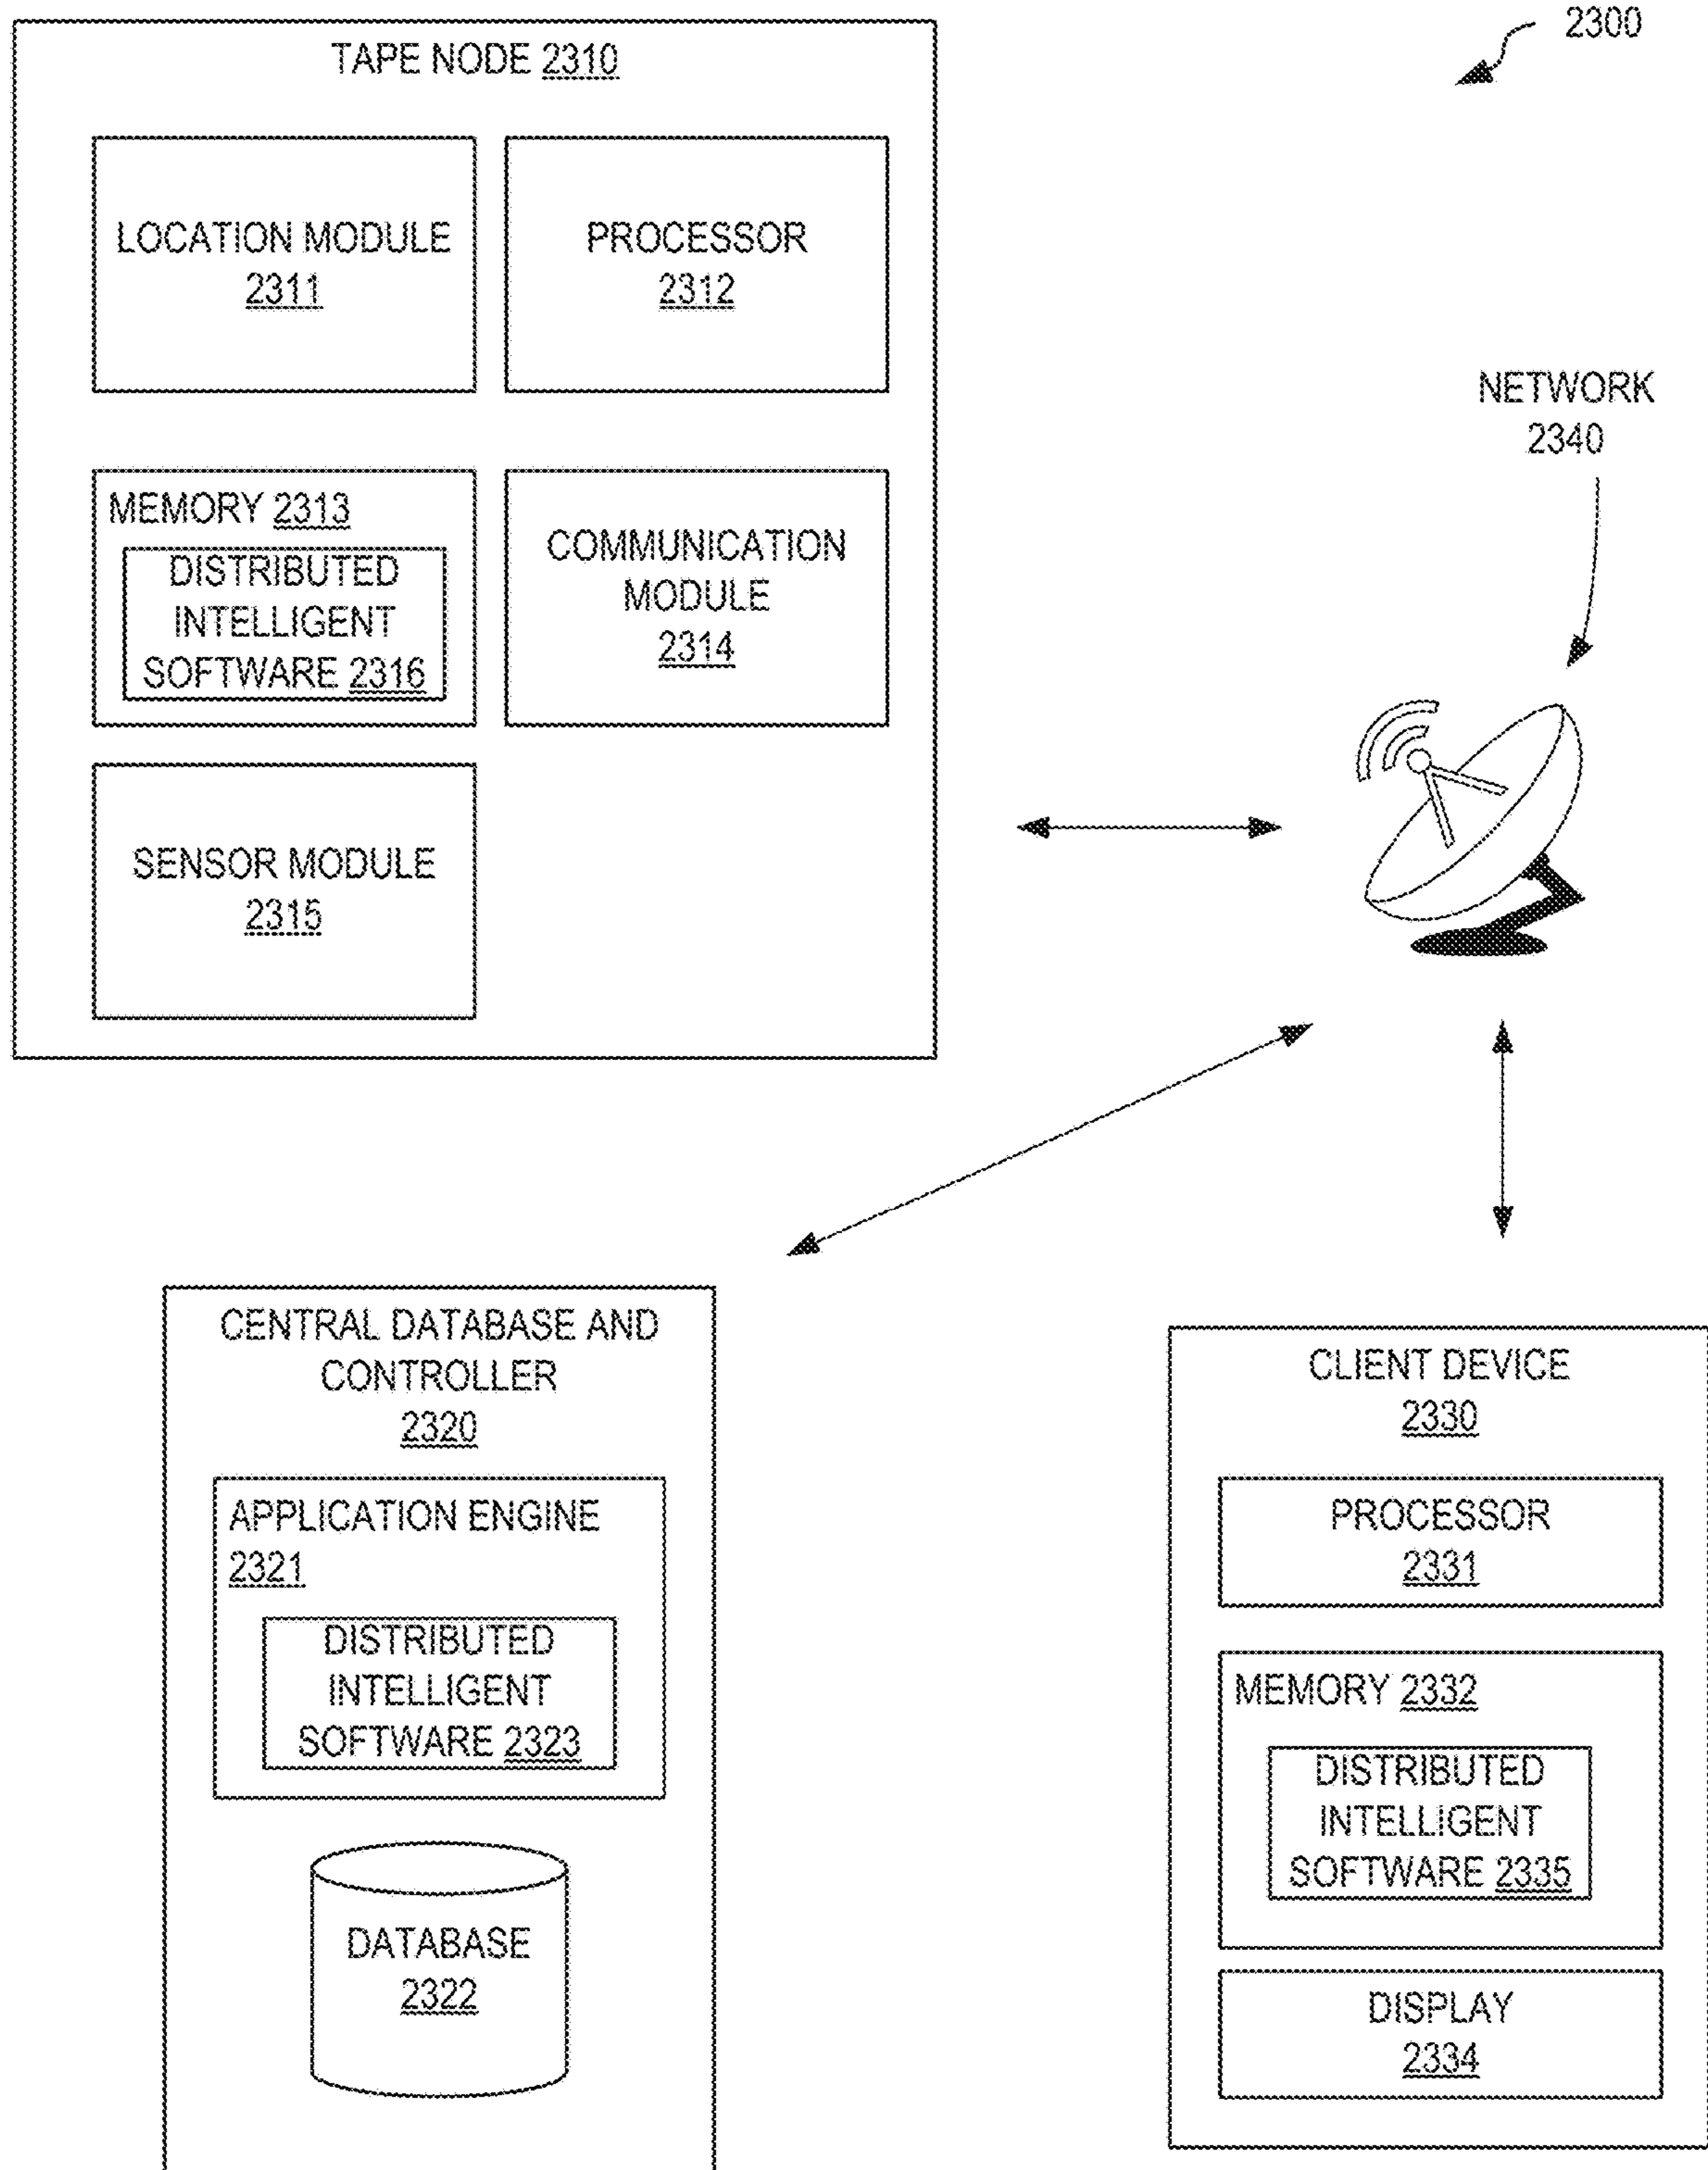 2300
TAPE NODE 2310
LOCATION MODULE
2311
PROCESSOR
2312
NETWORK
2340
MEMORY 2313
DISTRIBUTED
INTELLIGENT
SOFTWARE 2316
COMMUNICATION
MODULE
2314
SENSOR MODULE
2315
CENTRAL DATABASE AND
CONTROLLER
2320
APPLICATION ENGINE
2321
DISTRIBUTED
INTELLIGENT
SOFTWARE 2323
DATABASE
2322
CLIENT DEVICE
2330
PROCESSOR
2331
MEMORY 2332
DISTRIBUTED
INTELLIGENT
SOFTWARE 2335
DISPLAY
2334